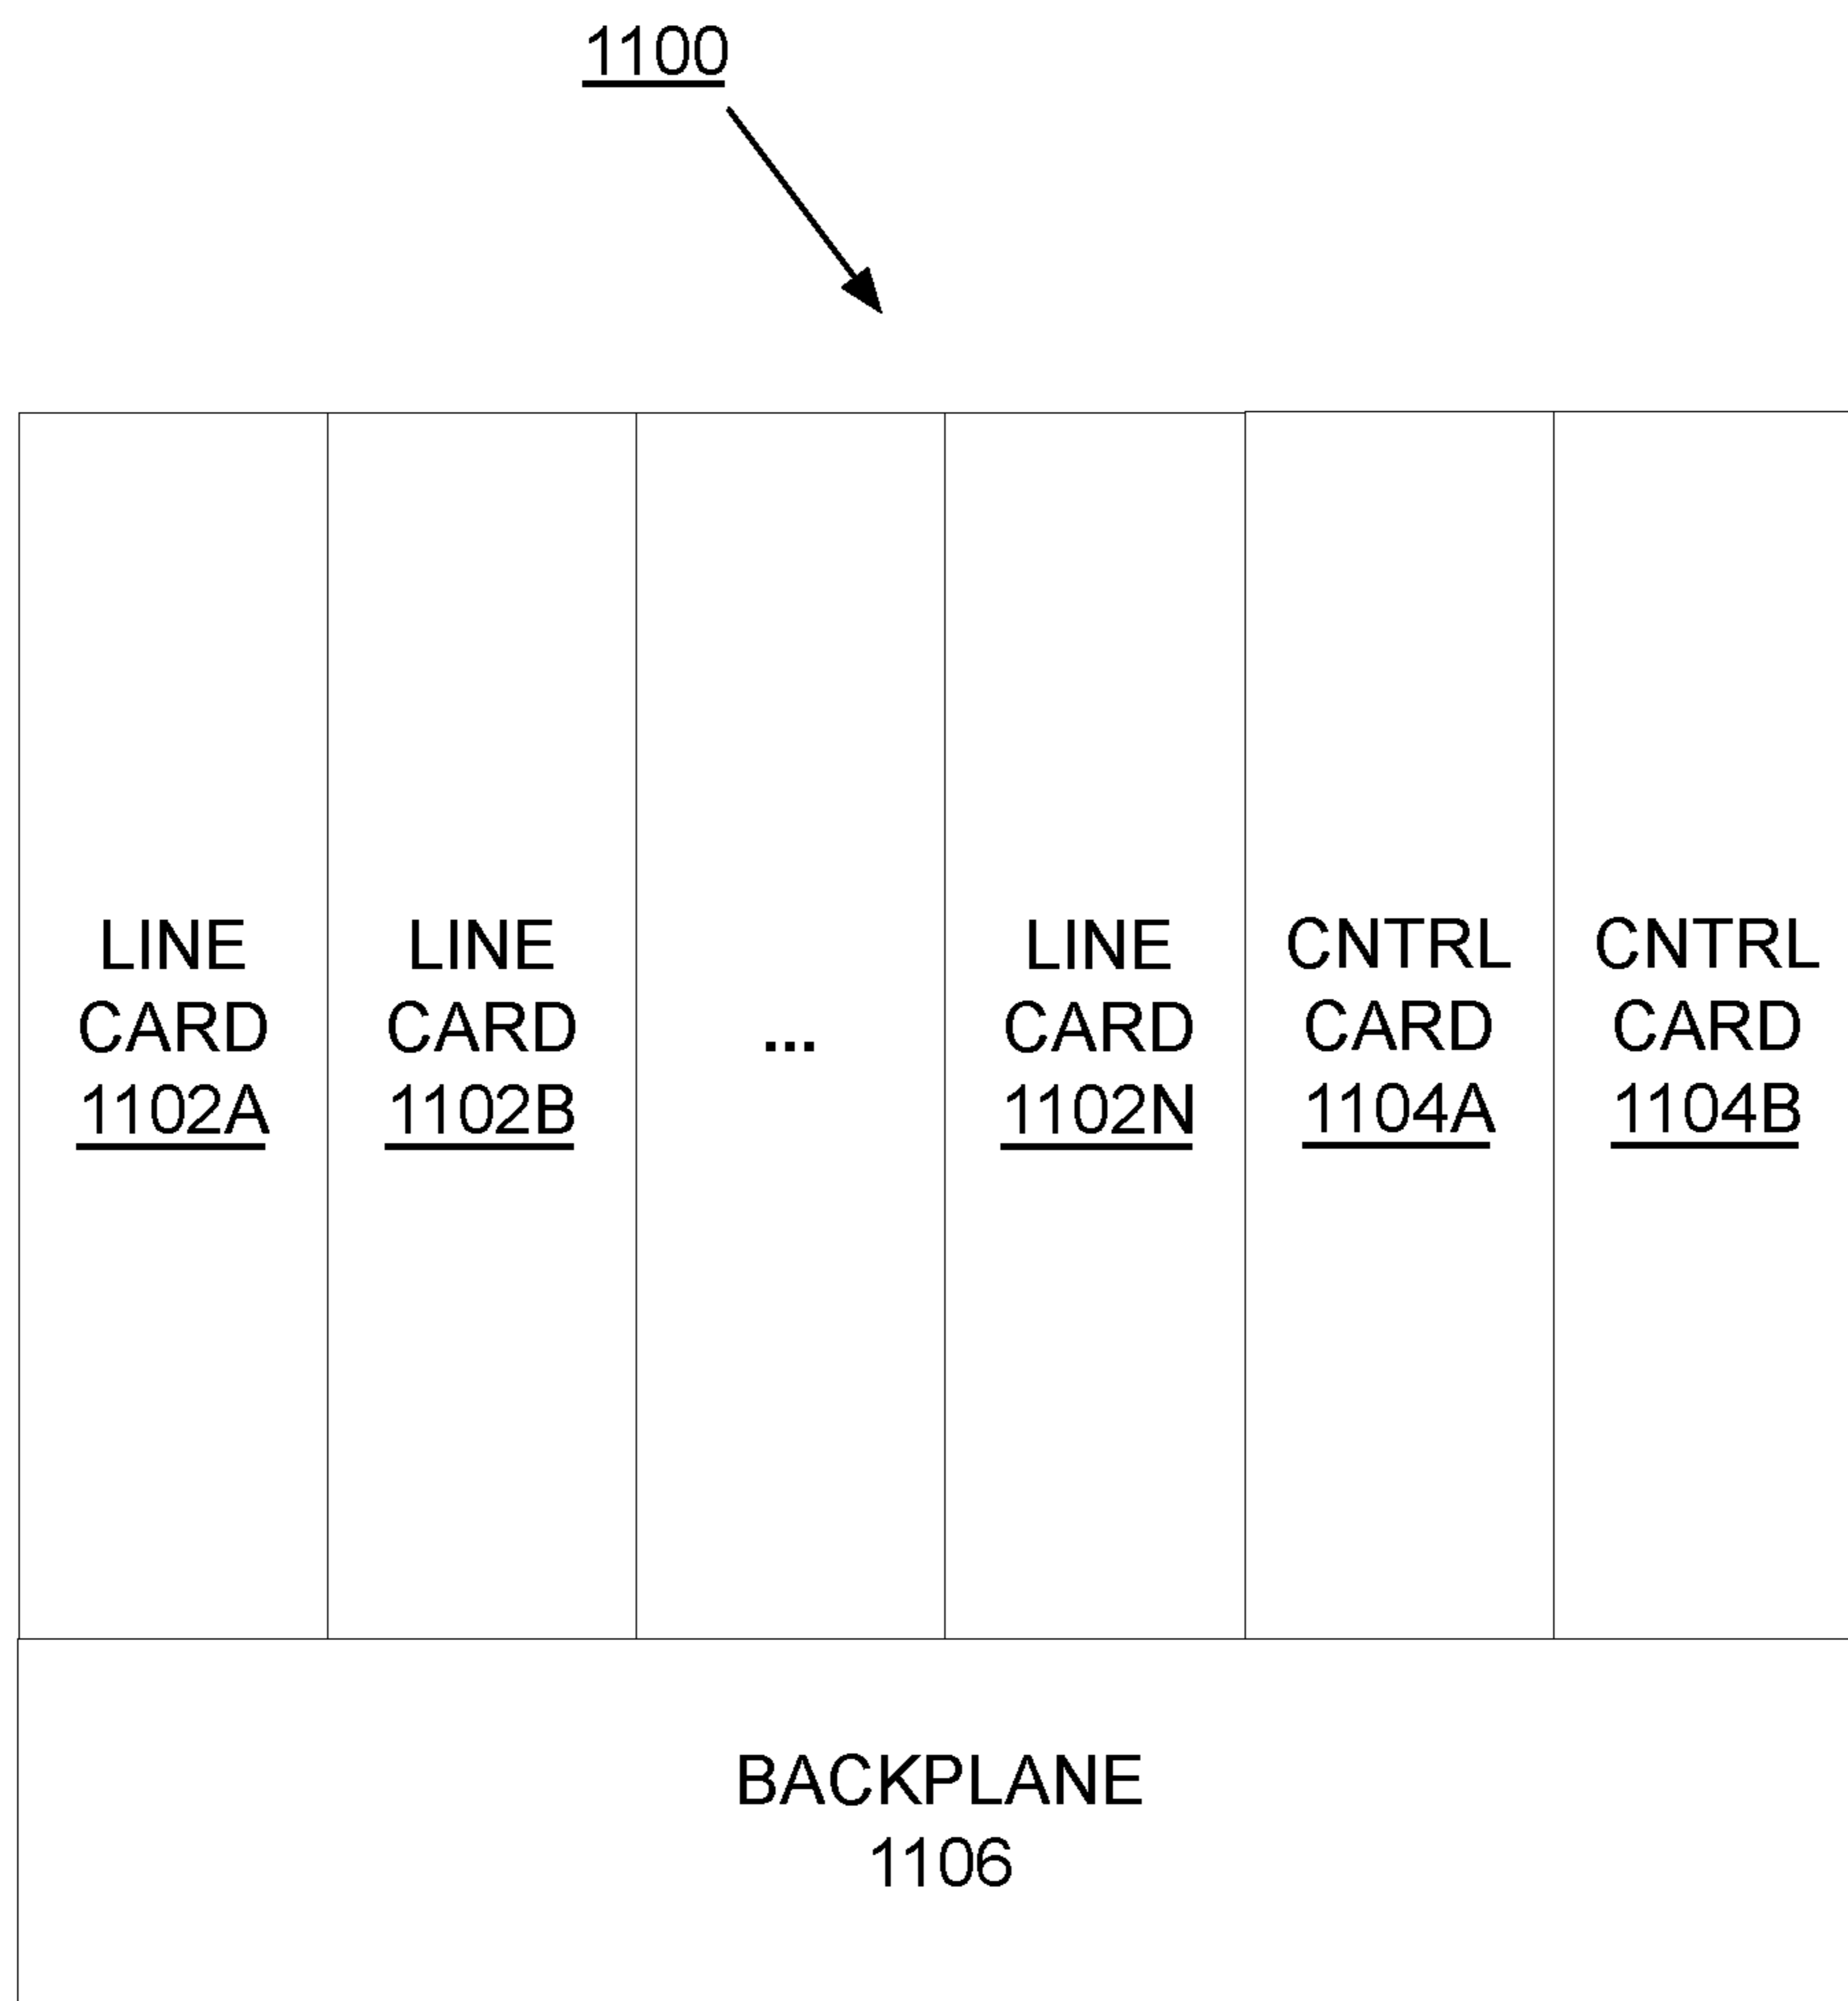 1100
LINE
CARD
1102A
LINE
CARD
1102B
...
LINE
CARD
1102N
CNTRL
CARD
1104A
CNTRL
CARD
1104B
BACKPLANE
1106